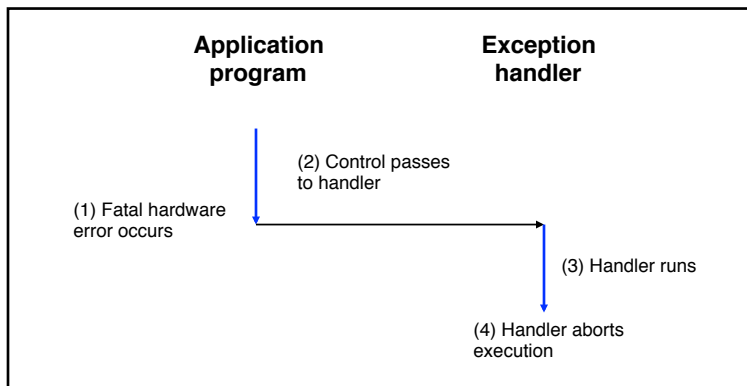 Application
program
Exception
handler
(2) Control passes
to handler
(1) Fatal hardware
error occurs
(3) Handler runs
(4) Handler aborts
execution